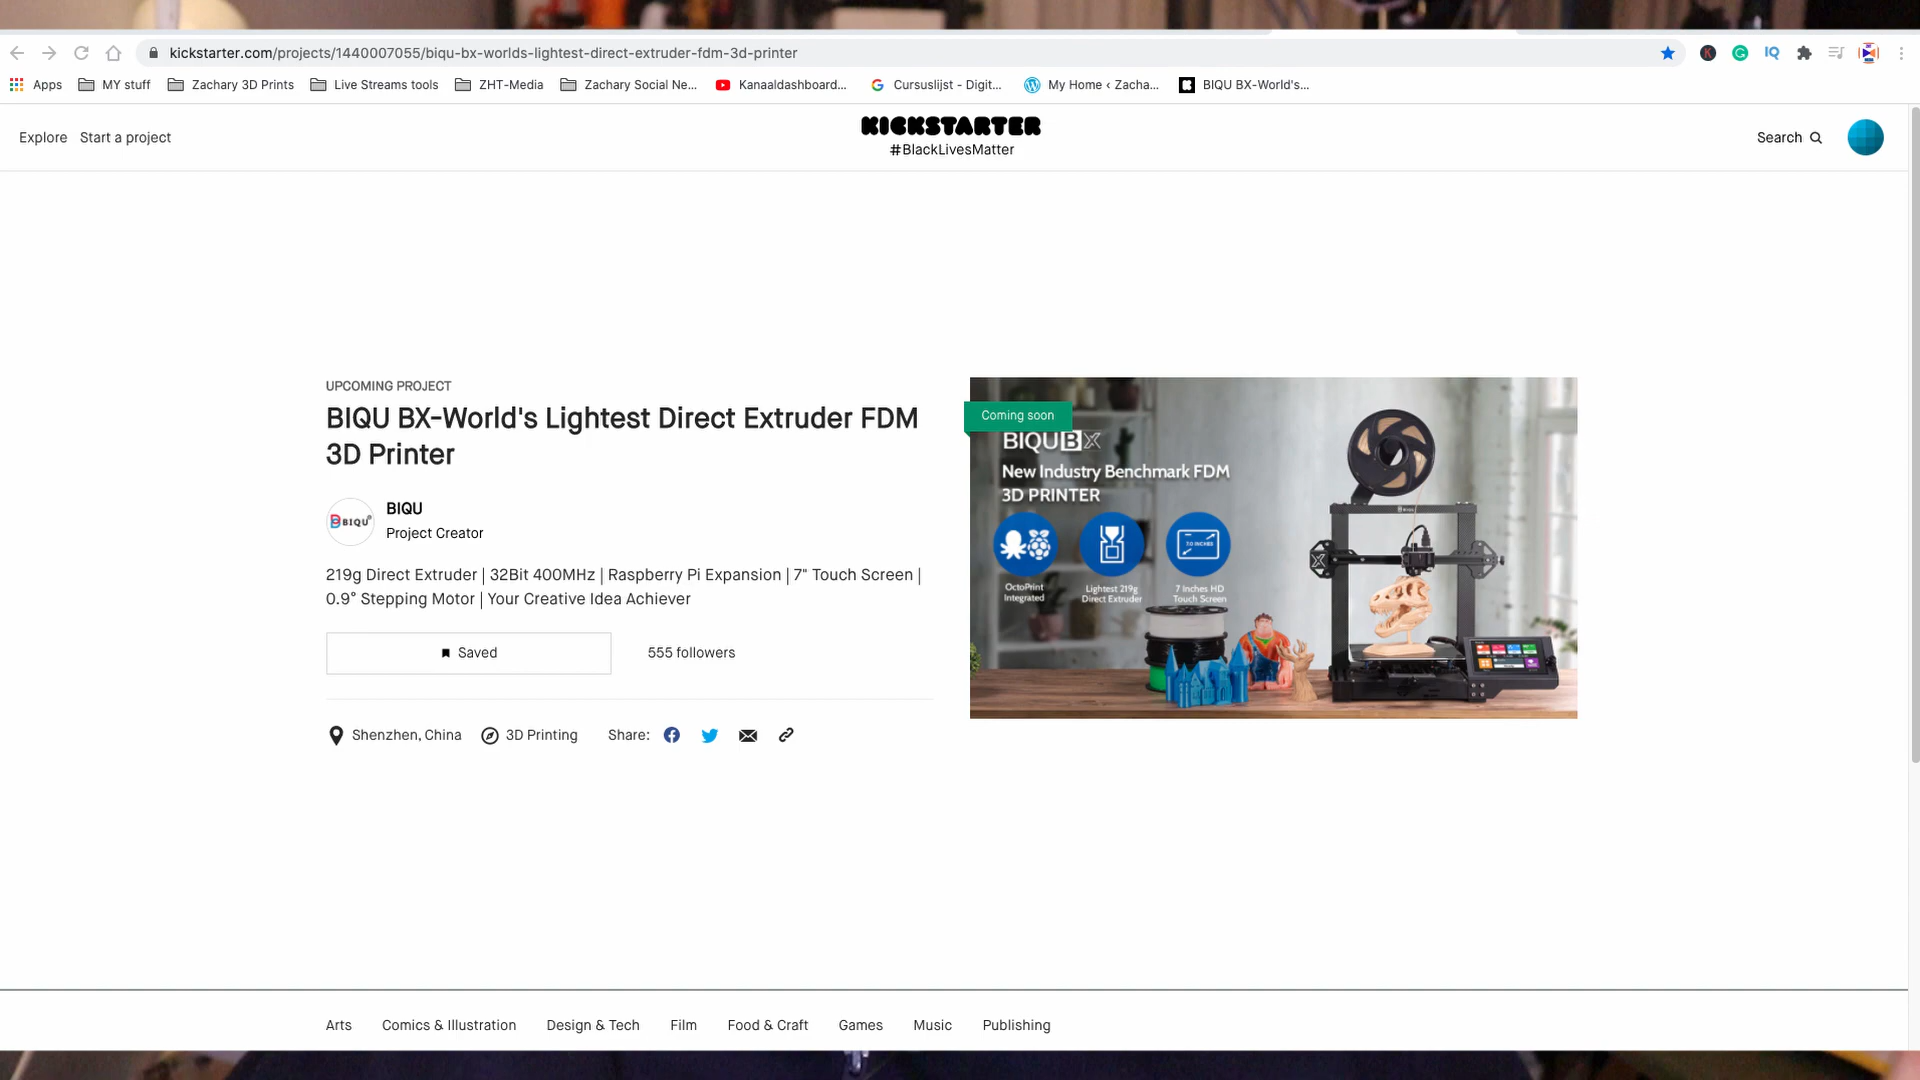 kickstarter.com/projects/1440007055/biqu-bx-worlds-lightest-direct-extruder-fdm-3d-printer
IQ
Apps MY stuff Zachary 3D Prints Live Streams tools ZHT-Media Zachary Social Ne... Kanaaldashboard... Cursuslijst - Digit... My Home ‹ Zacha... BIQU BX-World's...
Explore Start a project
KICKSTARTER
#BlackLivesMatter
Search
UPCOMING PROJECT
BIQU BX-World's Lightest Direct Extruder FDM
3D Printer
BIQU
BIQU
Project Creator
219g Direct Extruder | 32Bit 400MHz | Raspberry Pi Expansion | 7" Touch Screen |
0.9° Stepping Motor | Your Creative Idea Achiever
Saved
555 followers
Shenzhen, China 3D Printing Share:
Coming soon
BIQU BX
New Industry Benchmark FDM
3D PRINTER
7.0 INCHES
OctoPrint
Integrated
Lightest 219g
Direct Extruder
7 Inches HD
Touch Screen
Arts Comics & Illustration Design & Tech Film Food & Craft Games Music Publishing